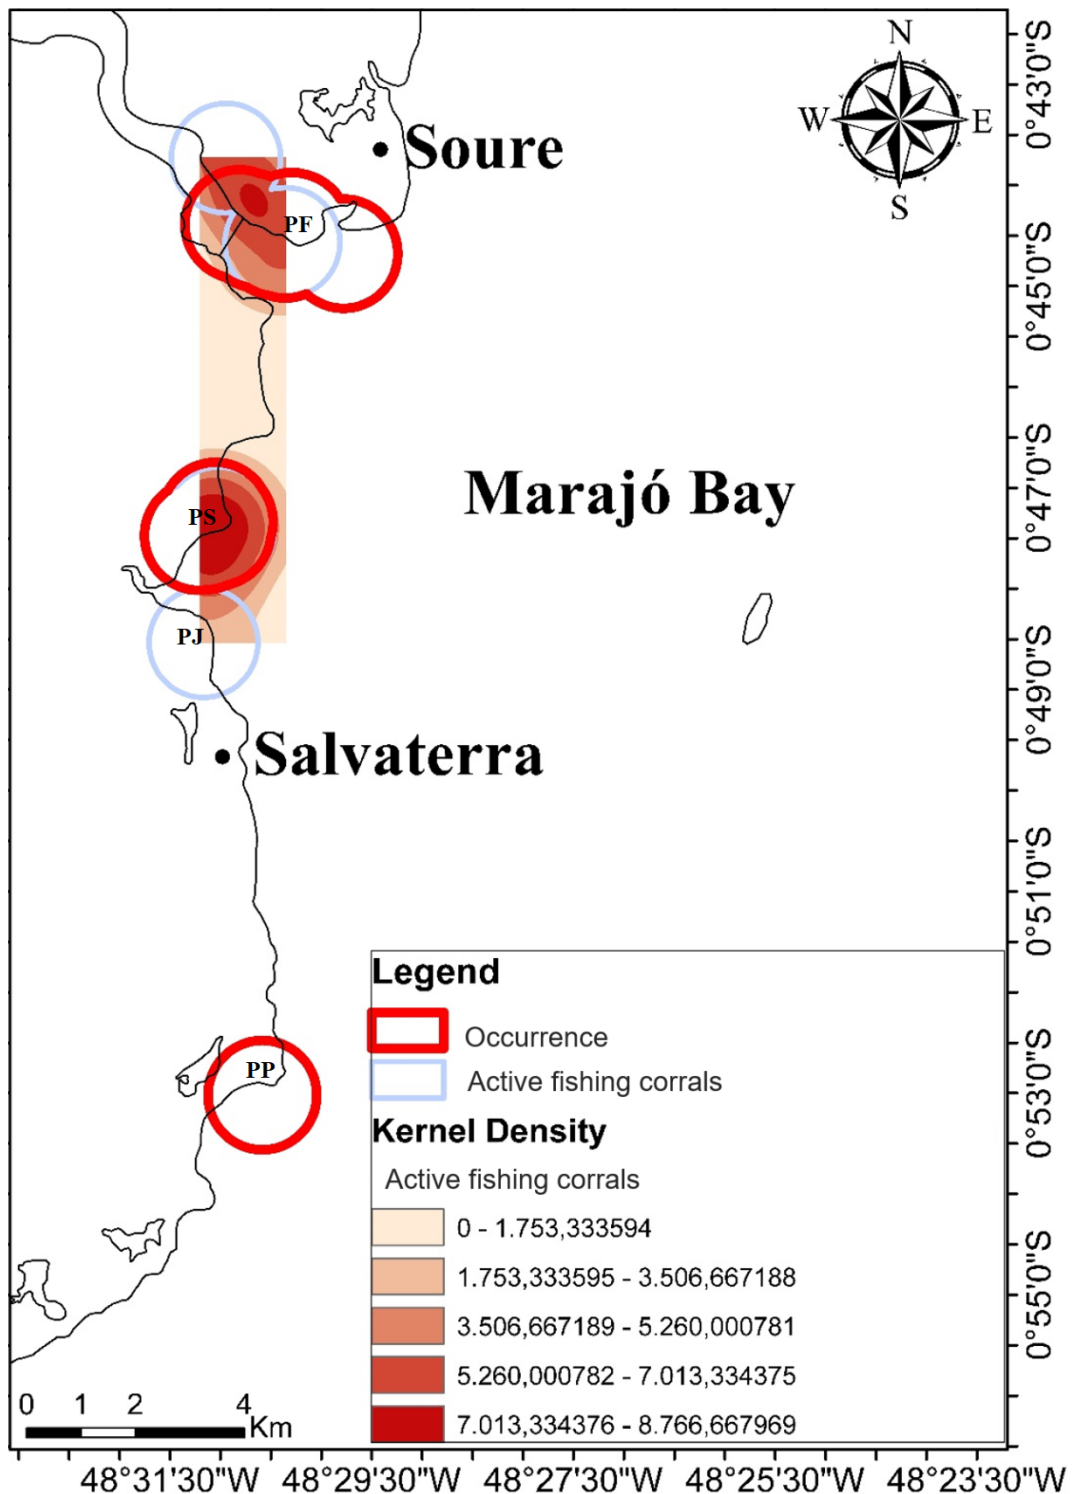 N
W E
S
Soure
PF
Marajó Bay
PS
PJ
Salvaterra
PP
0°43'0"S
0°45'0"S
0°47'0"S
0°49'0"S
0°51'0"S
0°53'0"S
0°55'0"S
Legend
Occurrence
Active fishing corrals
Kernel Density
Active fishing corrals
0 - 1.753,333594
1.753,333595 - 3.506,667188
3.506,667189 - 5.260,000781
5.260,000782 - 7.013,334375
7.013,334376 - 8.766,667969
0 1 2 4
Km
48°31'30"W 48°29'30"W 48°27'30"W 48°25'30"W 48°23'30"W